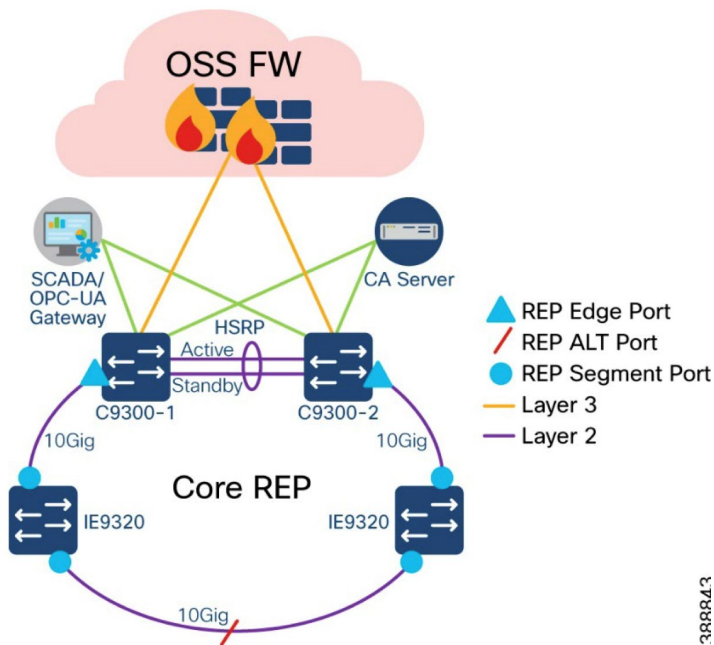 OSS FW
SCADA/
OPC-UA
Gateway
CA Server
HSRP
Active
Standby
C9300-1
C9300-2
10Gig
10Gig
Core REP
IE9320
IE9320
10Gig
REP Edge Port
REP ALT Port
REP Segment Port
Layer 3
Layer 2
388843